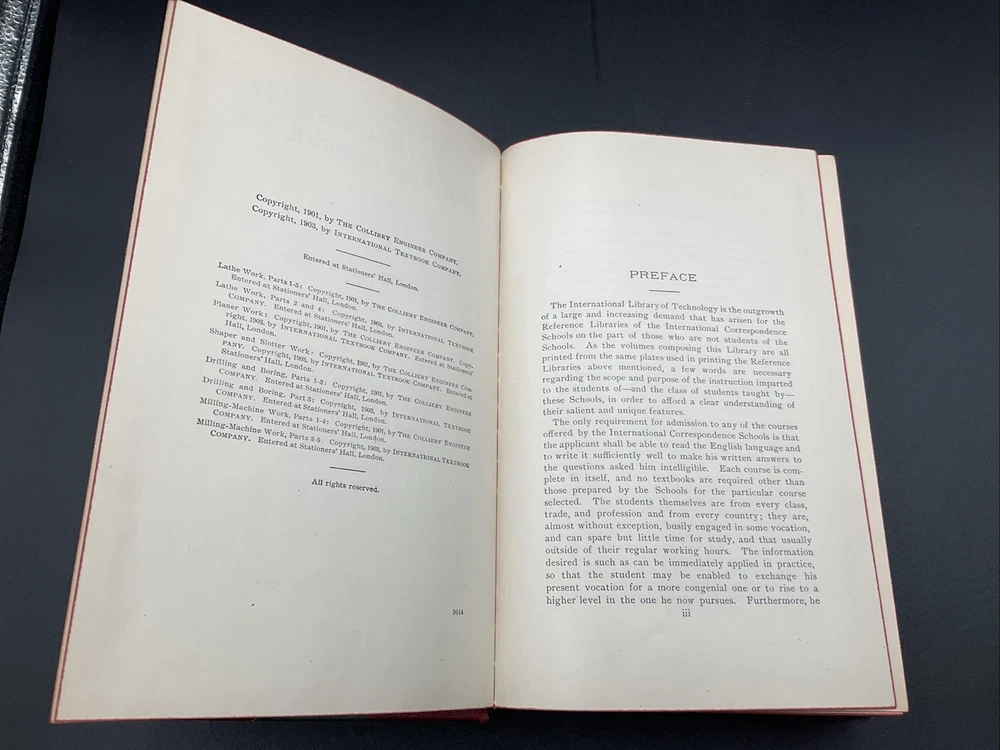 Copyright, 1901, by THE COLLIERY ENGINEER COMPANY.
Copyright, 1903, by INTERNATIONAL TEXTBOOK COMPANY.
Entered at Stationers' Hall, London.
Lathe Work, Parts 1-5: Copyright, 1901, by THE COLLIERY ENGINEER COMPANY.
Entered at Stationers' Hall, London.
Lathe Work, Parts 2 and 4: Copyright, 1903, by INTERNATIONAL TEXTBOOK
COMPANY. Entered at Stationers' Hall, London.
Planer Work: Copyright, 1901, by THE COLLIERY ENGINEER COMPANY. Copy-
right, 1903, by INTERNATIONAL TEXTBOOK COMPANY. Entered at Stationers'
Hall, London.
Shaper and Slotter Work: Copyright, 1901, by THE COLLIERY ENGINEER COM-
PANY. Copyright, 1903, by INTERNATIONAL TEXTBOOK COMPANY. Entered at
Stationers' Hall, London.
Drilling and Boring, Parts 1-3: Copyright, 1901, by THE COLLIERY ENGINEER
COMPANY. Entered at Stationers' Hall, London.
Drilling and Boring, Part 3: Copyright, 1903, by INTERNATIONAL TEXTBOOK
COMPANY. Entered at Stationers' Hall, London.
Milling-Machine Work, Parts 1-4: Copyright, 1901, by THE COLLIERY ENGINEER
COMPANY. Entered at Stationers' Hall, London.
Milling-Machine Work, Parts 3-5. Copyright, 1903, by INTERNATIONAL TEXTBOOK
COMPANY. Entered at Stationers' Hall, London.
All rights reserved.
9614
PREFACE
The International Library of Technology is the outgrowth
of a large and increasing demand that has arisen for the
Reference Libraries of the International Correspondence
Schools on the part of those who are not students of the
Schools. As the volumes composing this Library are all
printed from the same plates used in printing the Reference
Libraries above mentioned, a few words are necessary
regarding the scope and purpose of the instruction imparted
to the students of—and the class of students taught by—
these Schools, in order to afford a clear understanding of
their salient and unique features.
The only requirement for admission to any of the courses
offered by the International Correspondence Schools is that
the applicant shall be able to read the English language and
to write it sufficiently well to make his written answers to
the questions asked him intelligible. Each course is com-
plete in itself, and no textbooks are required other than
those prepared by the Schools for the particular course
selected. The students themselves are from every class,
trade, and profession and from every country; they are,
almost without exception, busily engaged in some vocation,
and can spare but little time for study, and that usually
outside of their regular working hours. The information
desired is such as can be immediately applied in practice,
so that the student may be enabled to exchange his
present vocation for a more congenial one or to rise to a
higher level in the one he now pursues. Furthermore, he
iii